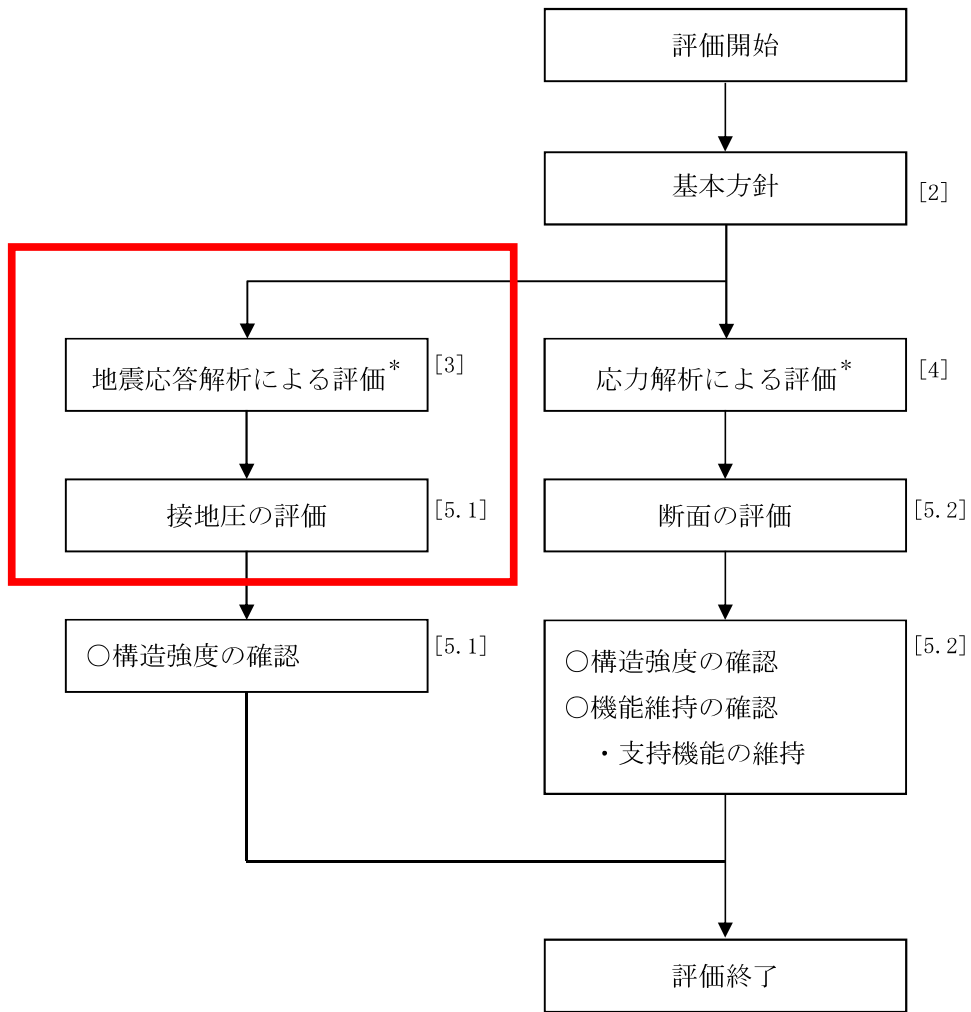 評価開始
基本方針
[2]
地震応答解析による評価*
[3]
応力解析による評価*
[4]
接地圧の評価
[5.1]
断面の評価
[5.2]
○構造強度の確認
[5.1]
○構造強度の確認
○機能維持の確認
・支持機能の維持
[5.2]
評価終了